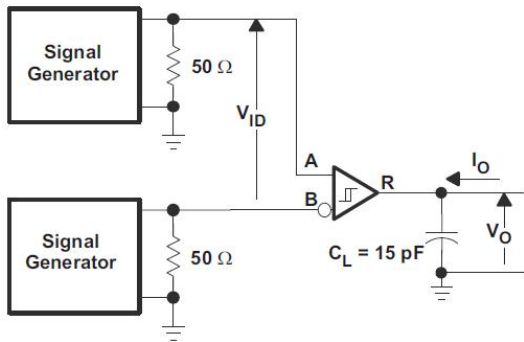 Signal
Generator
50 Ω
V_ID
A
B
R
I_O
Signal
Generator
50 Ω
C_L = 15 pF
V_O